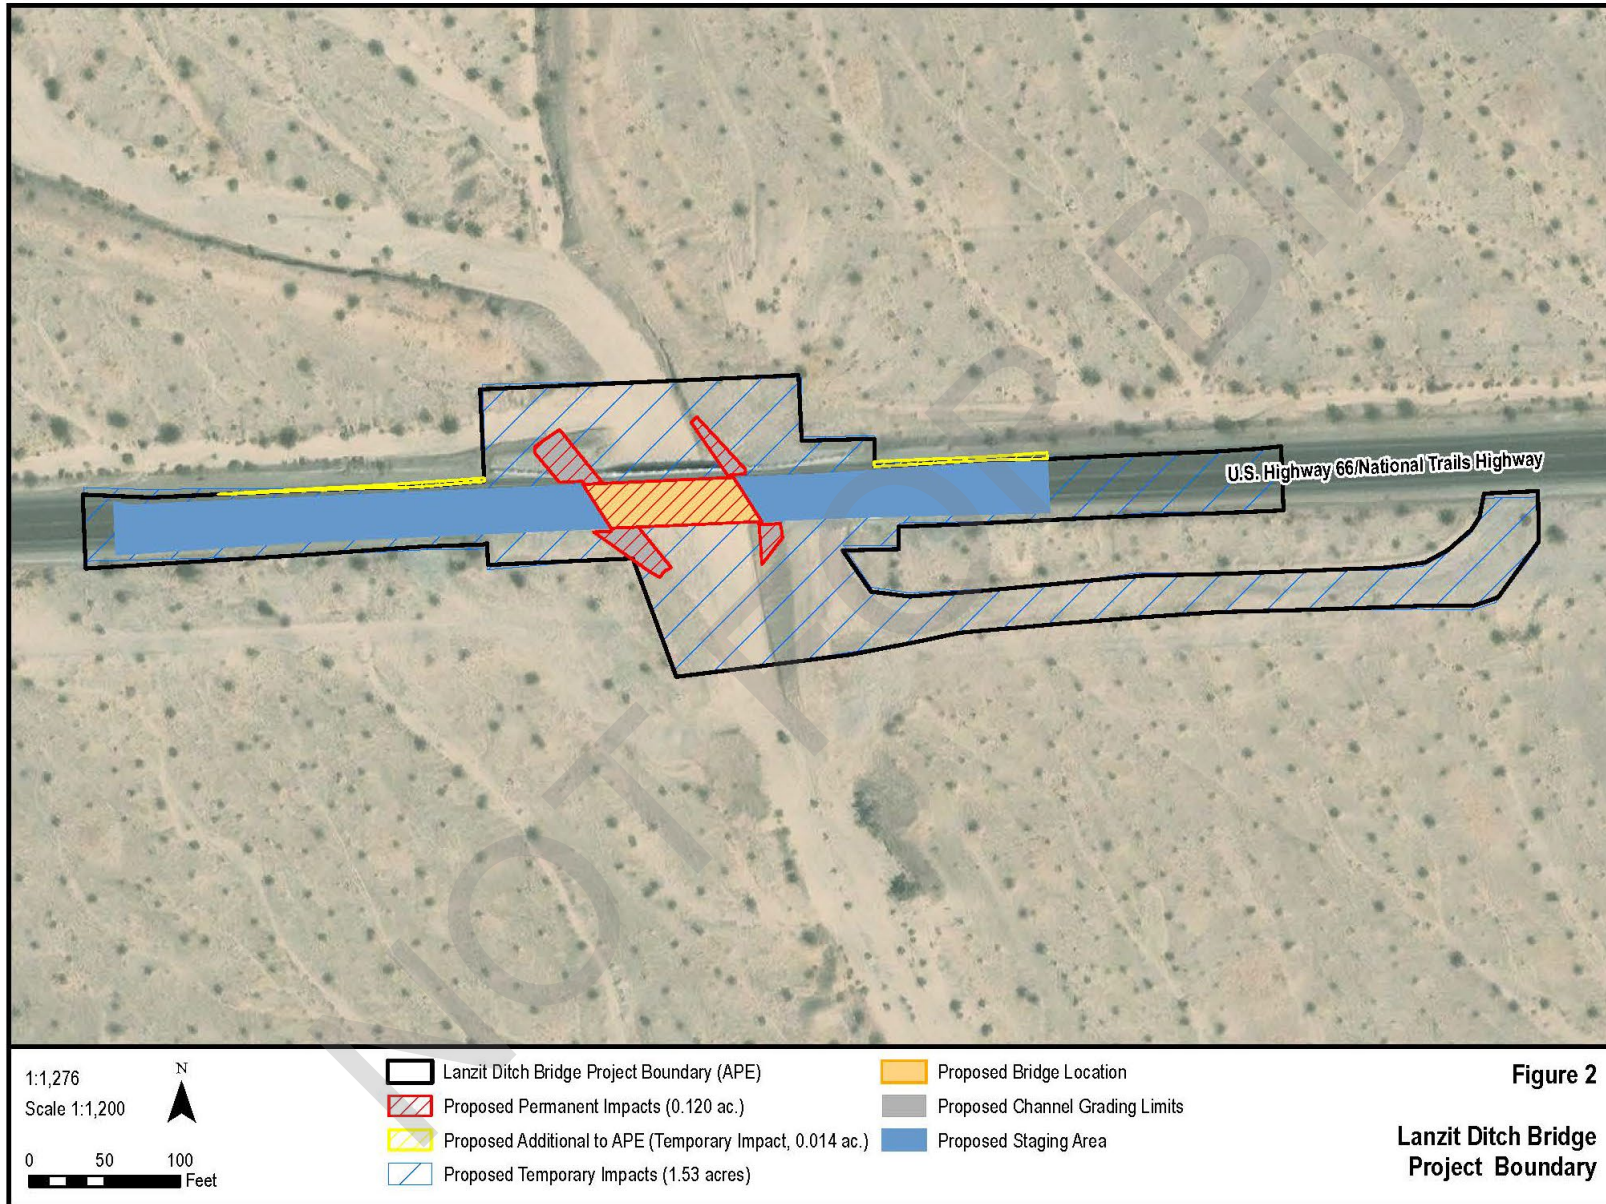 NOT FOR BID
U.S. Highway 66/National Trails Highway
1:1,276
Scale 1:1,200
N
0 50 100
Feet
Lanzit Ditch Bridge Project Boundary (APE)
Proposed Permanent Impacts (0.120 ac.)
Proposed Additional to APE (Temporary Impact, 0.014 ac.)
Proposed Temporary Impacts (1.53 acres)
Proposed Bridge Location
Proposed Channel Grading Limits
Proposed Staging Area
Figure 2
Lanzit Ditch Bridge
Project Boundary